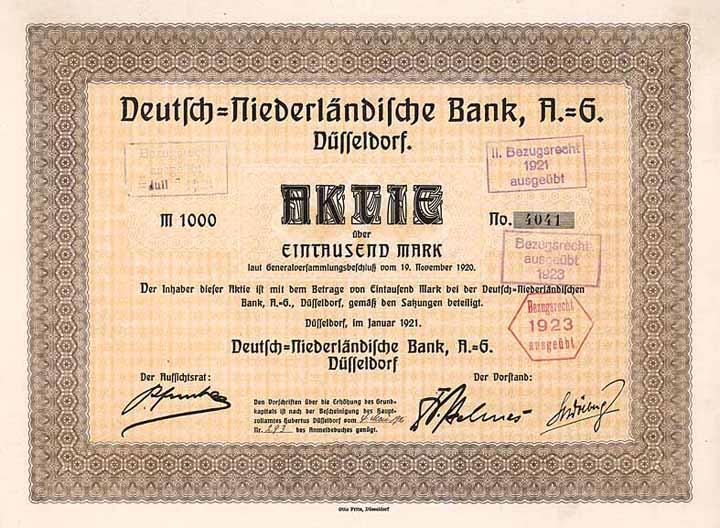 Deutsch=Niederländische Bank, A.=G.
Düsseldorf.
Bezugsrecht
II. Bezugsrecht
1921
ausgeübt
AKTIE
M 1000
No. 4041
über
EINTAUSEND MARK
laut Generalversammlungsbeschluß vom 19. November 1920.
Bezugsrecht
ausgeübt
1923
Der Inhaber dieser Aktie ist mit dem Betrage von Eintausend Mark bei der Deutsch=Niederländischen
Bank, A.=G., Düsseldorf, gemäß den Satzungen beteiligt.
Bezugsrecht
1923
ausgeübt
Düsseldorf, im Januar 1921.
Deutsch=Niederländische Bank, A.=G.
Düsseldorf
Der Aufsichtsrat:
Der Vorstand:
Den Vorschriften über die Erhöhung des Grund=
kapitals ist nach der Bescheinigung des Haupt=
zollamtes Hubertus Düsseldorf vom
Nr. 293 des Anmeldebuches genügt.
Otto Fritz, Düsseldorf